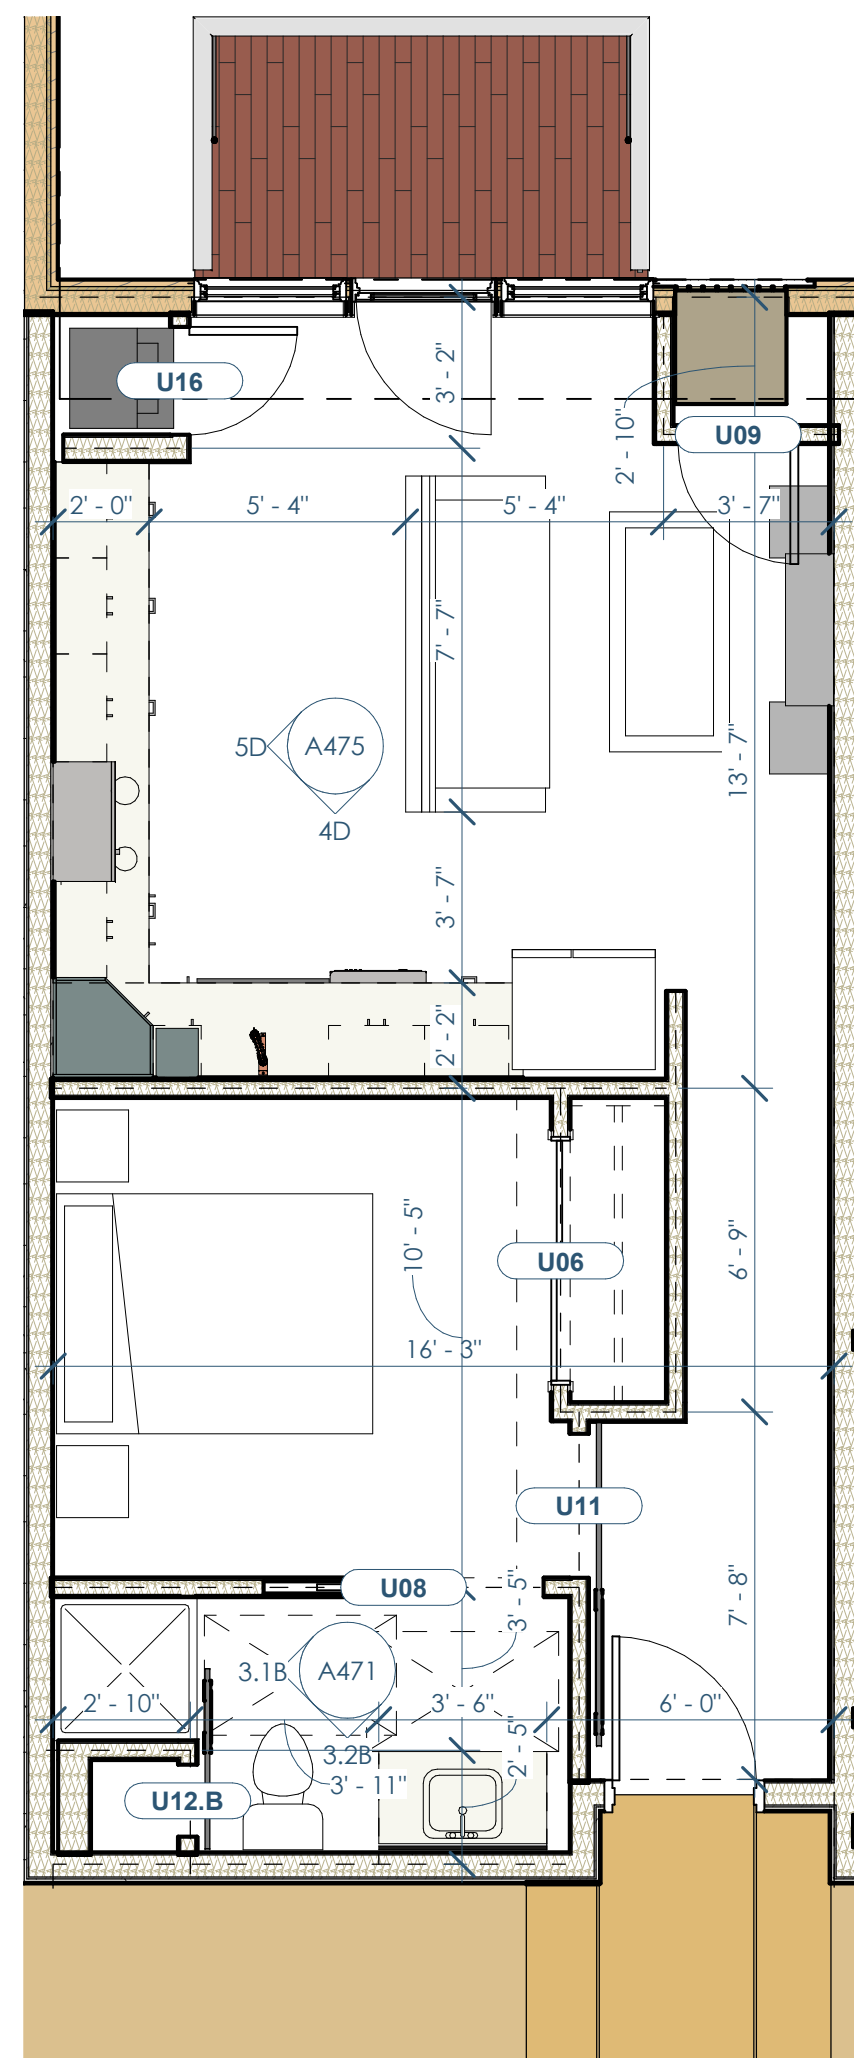 3' - 2"
U16
2' - 10"
U09
2' - 0"
5' - 4"
5' - 4"
3' - 7"
7' - 7"
5D
A475
4D
13' - 7"
3' - 7"
2' - 2"
10' - 5"
6' - 9"
U06
16' - 3"
U11
U08
3' - 5"
7' - 8"
3.1B
A471
2' - 10"
3' - 6"
6' - 0"
2' - 5"
3.2B
3' - 11"
U12.B